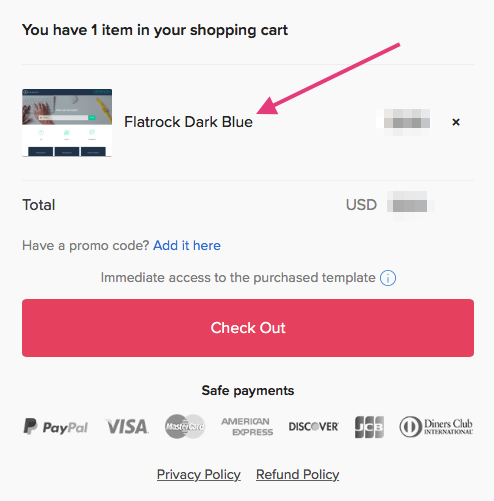 You have 1 item in your shopping cart
Flatrock Dark Blue ×
Total USD
Have a promo code? Add it here
Immediate access to the purchased template i
Check Out
Safe payments
PayPal VISA MasterCard AMERICAN EXPRESS DISCOVER JCB Diners Club INTERNATIONAL
Privacy Policy Refund Policy